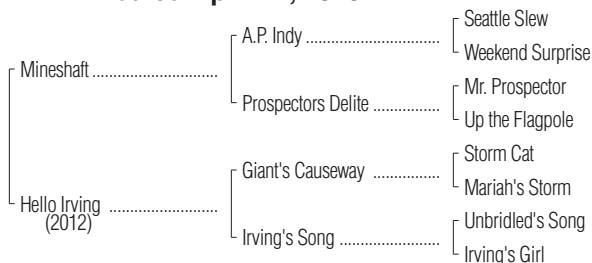 Seattle Slew
A.P. Indy ..............................
Weekend Surprise
Mineshaft ............................
Mr. Prospector
Prospectors Delite ...............
Up the Flagpole
Storm Cat
Giant's Causeway ...............
Mariah's Storm
Hello Irving ........................
(2012)
Unbridled's Song
Irving's Song .......................
Irving's Girl